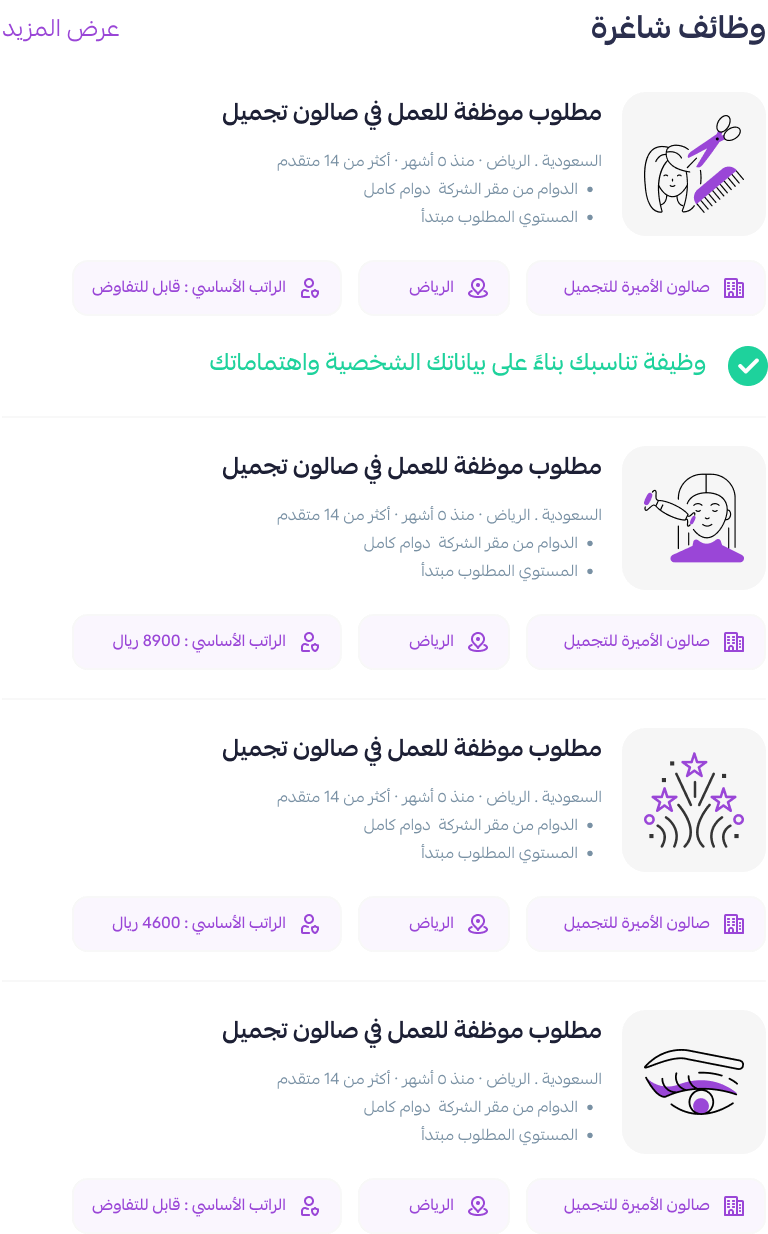 وظائف شاغرة
عرض المزيد
مطلوب موظفة للعمل في صالون تجميل
السعودية . الرياض · منذ ٥ أشهر · أكثر من 14 متقدم
• الدوام من مقر الشركة دوام كامل
• المستوي المطلوب مبتدأ
صالون الأميرة للتجميل
الرياض
الراتب الأساسي : قابل للتفاوض
وظيفة تناسبك بناءً على بياناتك الشخصية واهتماماتك
مطلوب موظفة للعمل في صالون تجميل
السعودية . الرياض · منذ ٥ أشهر · أكثر من 14 متقدم
• الدوام من مقر الشركة دوام كامل
• المستوي المطلوب مبتدأ
صالون الأميرة للتجميل
الرياض
الراتب الأساسي : 8900 ريال
مطلوب موظفة للعمل في صالون تجميل
السعودية . الرياض · منذ ٥ أشهر · أكثر من 14 متقدم
• الدوام من مقر الشركة دوام كامل
• المستوي المطلوب مبتدأ
صالون الأميرة للتجميل
الرياض
الراتب الأساسي : 4600 ريال
مطلوب موظفة للعمل في صالون تجميل
السعودية . الرياض · منذ ٥ أشهر · أكثر من 14 متقدم
• الدوام من مقر الشركة دوام كامل
• المستوي المطلوب مبتدأ
صالون الأميرة للتجميل
الرياض
الراتب الأساسي : قابل للتفاوض